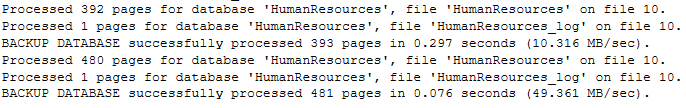 Processed 392 pages for database 'HumanResources', file 'HumanResources' on file 10.
Processed 1 pages for database 'HumanResources', file 'HumanResources_log' on file 10.
BACKUP DATABASE successfully processed 393 pages in 0.297 seconds (10.316 MB/sec).
Processed 480 pages for database 'HumanResources', file 'HumanResources' on file 10.
Processed 1 pages for database 'HumanResources', file 'HumanResources_log' on file 10.
BACKUP DATABASE successfully processed 481 pages in 0.076 seconds (49.361 MB/sec).